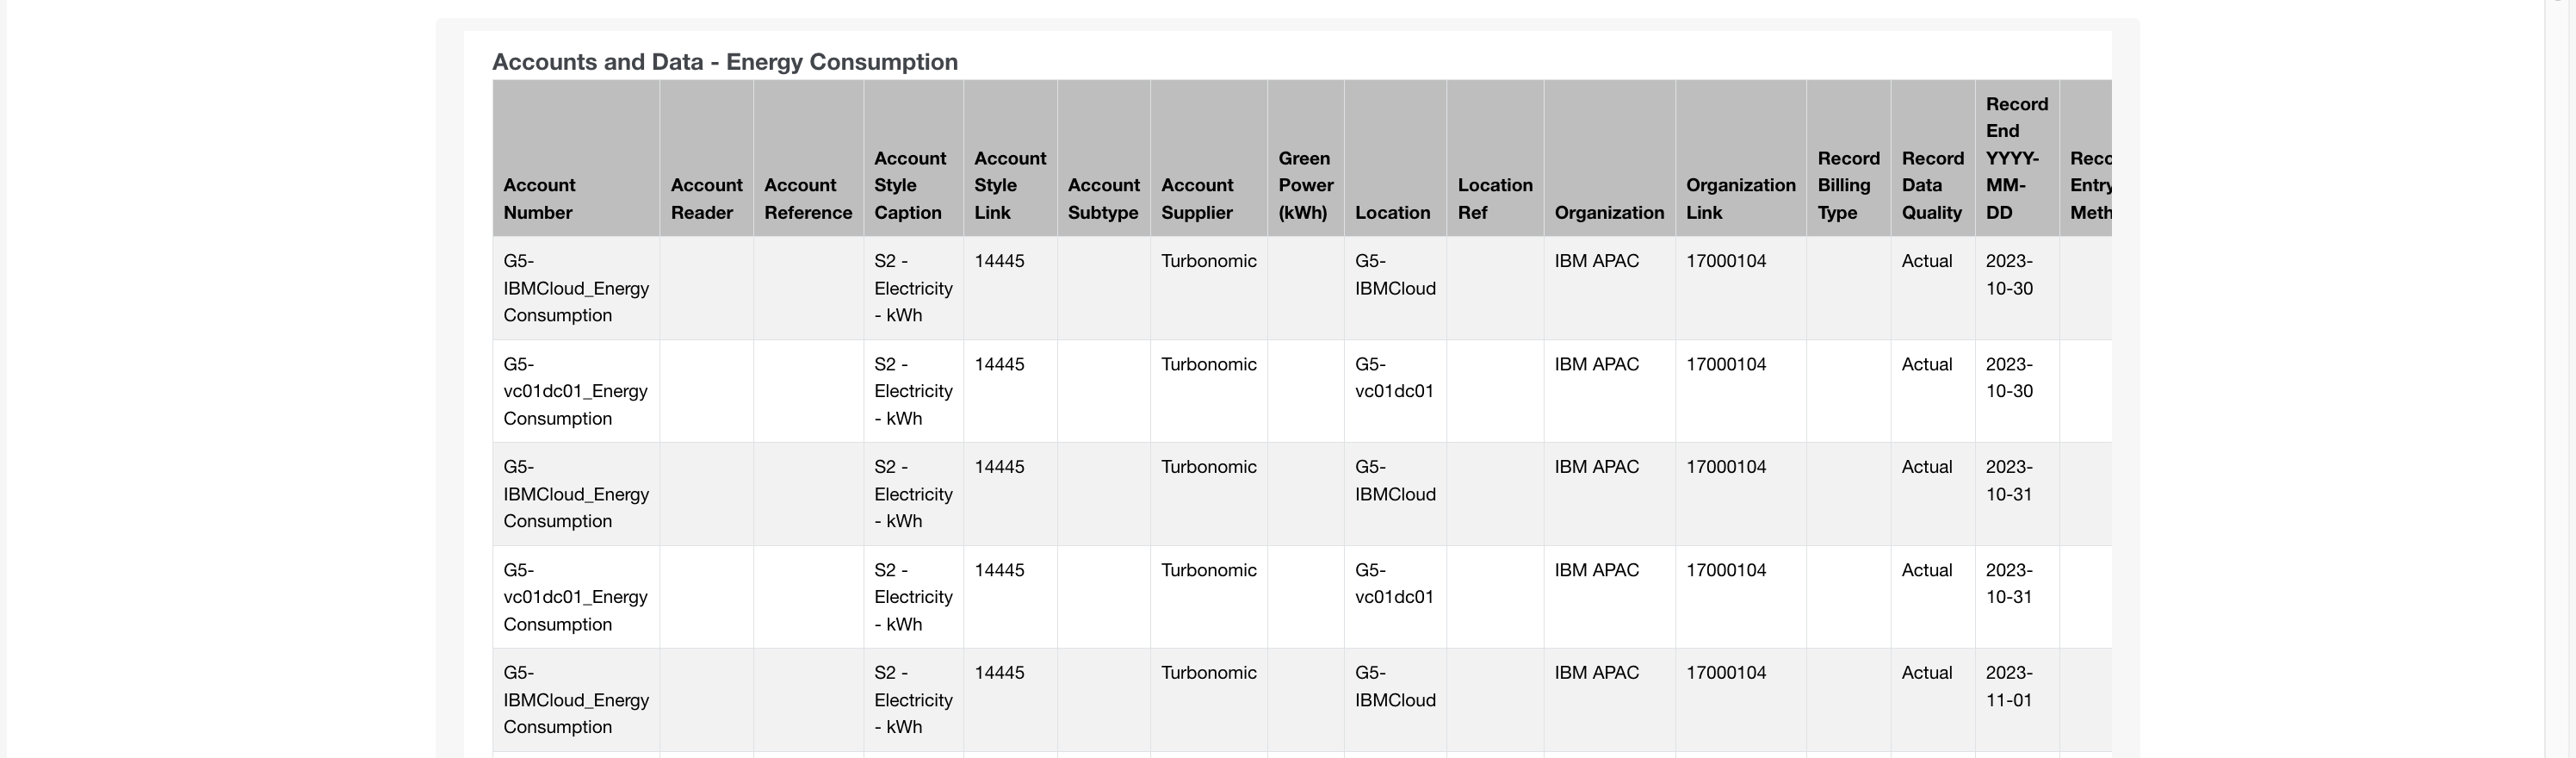 Accounts and Data - Energy Consumption
Account Number | Account Reader | Account Reference | Account Style Caption | Account Style Link | Account Subtype | Account Supplier | Green Power (kWh) | Location | Location Ref | Organization | Organization Link | Record Billing Type | Record Data Quality | Record End YYYY-MM-DD | Reco Entry Meth
G5-IBMCloud_Energy Consumption | S2 - Electricity - kWh | 14445 | Turbonomic | G5-IBMCloud | IBM APAC | 17000104 | Actual | 2023-10-30
G5-vc01dc01_Energy Consumption | S2 - Electricity - kWh | 14445 | Turbonomic | G5-vc01dc01 | IBM APAC | 17000104 | Actual | 2023-10-30
G5-IBMCloud_Energy Consumption | S2 - Electricity - kWh | 14445 | Turbonomic | G5-IBMCloud | IBM APAC | 17000104 | Actual | 2023-10-31
G5-vc01dc01_Energy Consumption | S2 - Electricity - kWh | 14445 | Turbonomic | G5-vc01dc01 | IBM APAC | 17000104 | Actual | 2023-10-31
G5-IBMCloud_Energy Consumption | S2 - Electricity - kWh | 14445 | Turbonomic | G5-IBMCloud | IBM APAC | 17000104 | Actual | 2023-11-01